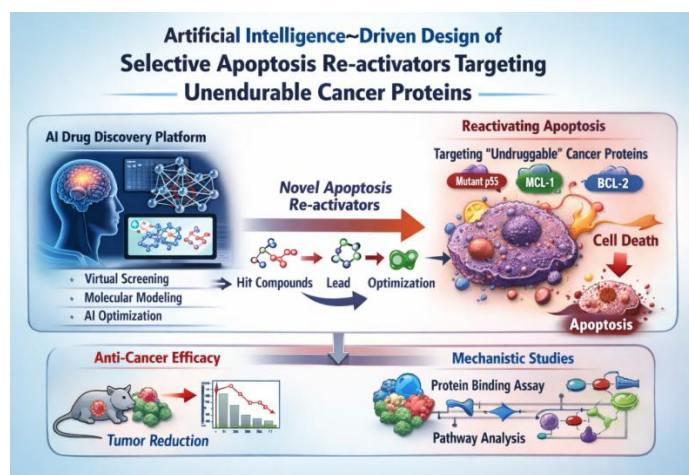 Artificial Intelligence~Driven Design of
Selective Apoptosis Re-activators Targeting
Unendurable Cancer Proteins
AI Drug Discovery Platform
Virtual Screening
Molecular Modeling
AI Optimization
Novel Apoptosis
Re-activators
Hit Compounds
Lead
Optimization
Reactivating Apoptosis
Targeting "Undruggable" Cancer Proteins
Mutant p55
MCL-1
BCL-2
Cell Death
Apoptosis
Anti-Cancer Efficacy
Tumor Reduction
Mechanistic Studies
Protein Binding Assay
Pathway Analysis